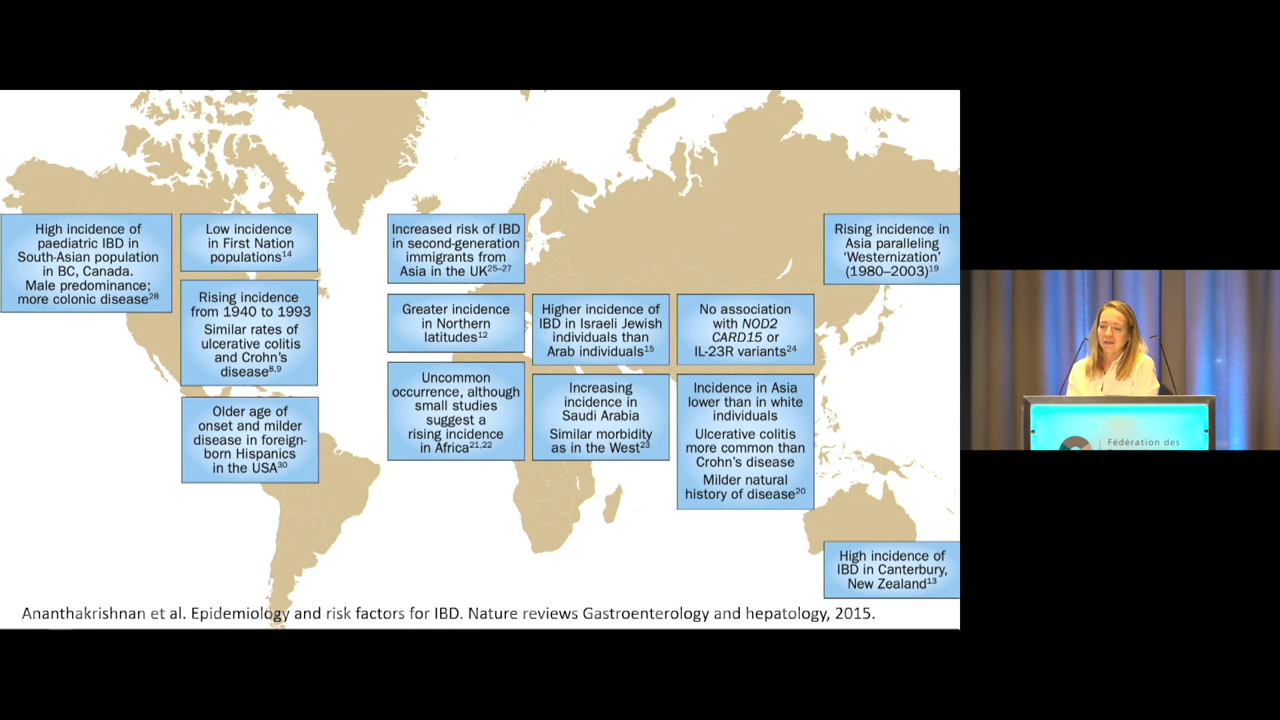 High incidence of
paediatric IBD in
South-Asian population
in BC, Canada.
Male predominance;
more colonic disease28
Low incidence
in First Nation
populations14
Rising incidence
from 1940 to 1993
Similar rates of
ulcerative colitis
and Crohn's
disease8,9
Older age of
onset and milder
disease in foreign-
born Hispanics
in the USA30
Increased risk of IBD
in second-generation
immigrants from
Asia in the UK25–27
Greater incidence
in Northern
latitudes12
Uncommon
occurrence, although
small studies
suggest a
rising incidence
in Africa21,22
Higher incidence of
IBD in Israeli Jewish
individuals than
Arab individuals15
Increasing
incidence in
Saudi Arabia
Similar morbidity
as in the West23
No association
with NOD2
CARD15 or
IL-23R variants24
Incidence in Asia
lower than in white
individuals
Ulcerative colitis
more common than
Crohn's disease
Milder natural
history of disease20
Rising incidence in
Asia paralleling
'Westernization'
(1980–2003)19
High incidence of
IBD in Canterbury,
New Zealand13
Ananthakrishnan et al. Epidemiology and risk factors for IBD. Nature reviews Gastroenterology and hepatology, 2015.
Fédération des